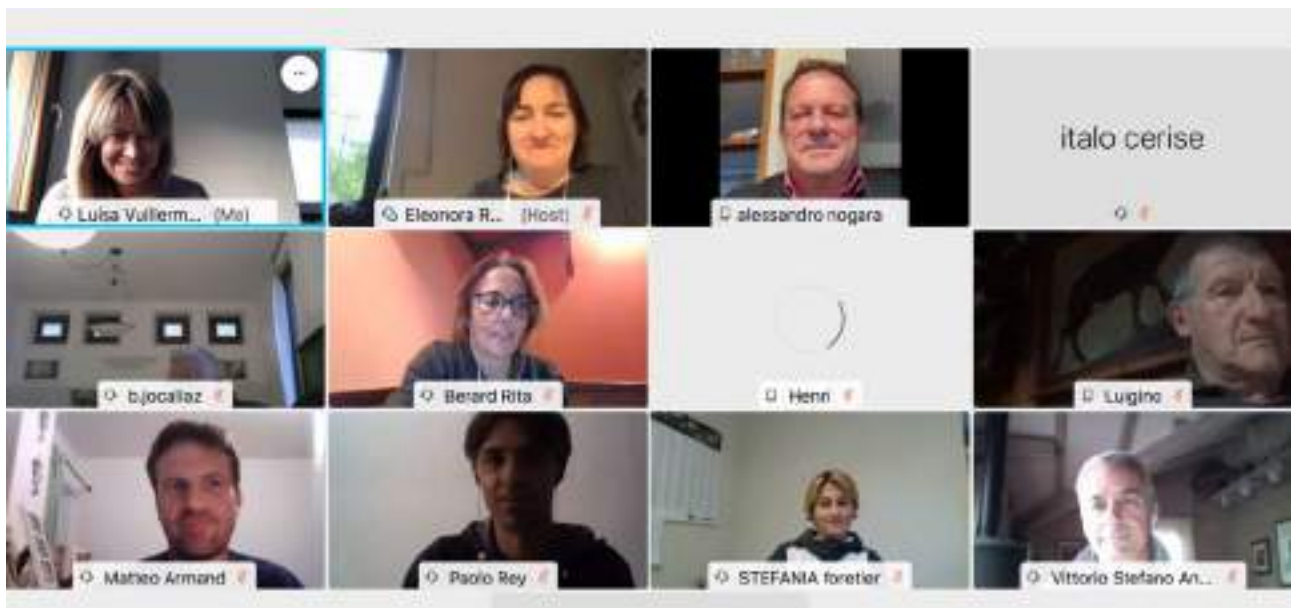 Luisa Vuillerm... (Me)
Eleonora R... (Host)
alessandro nogara
italo cerise
b.jocallaz
Berard Rita
Henri
Luigino
Matteo Armand
Paolo Rey
STEFANIA foretier
Vittorio Stefano An...